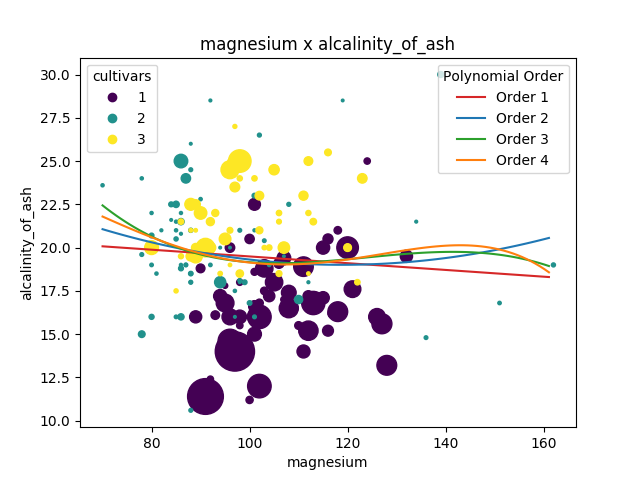 magnesium x alcalinity_of_ash
cultivars
1
2
3
Polynomial Order
Order 1
Order 2
Order 3
Order 4
alcalinity_of_ash
30.0
27.5
25.0
22.5
20.0
17.5
15.0
12.5
10.0
80 100 120 140 160
magnesium